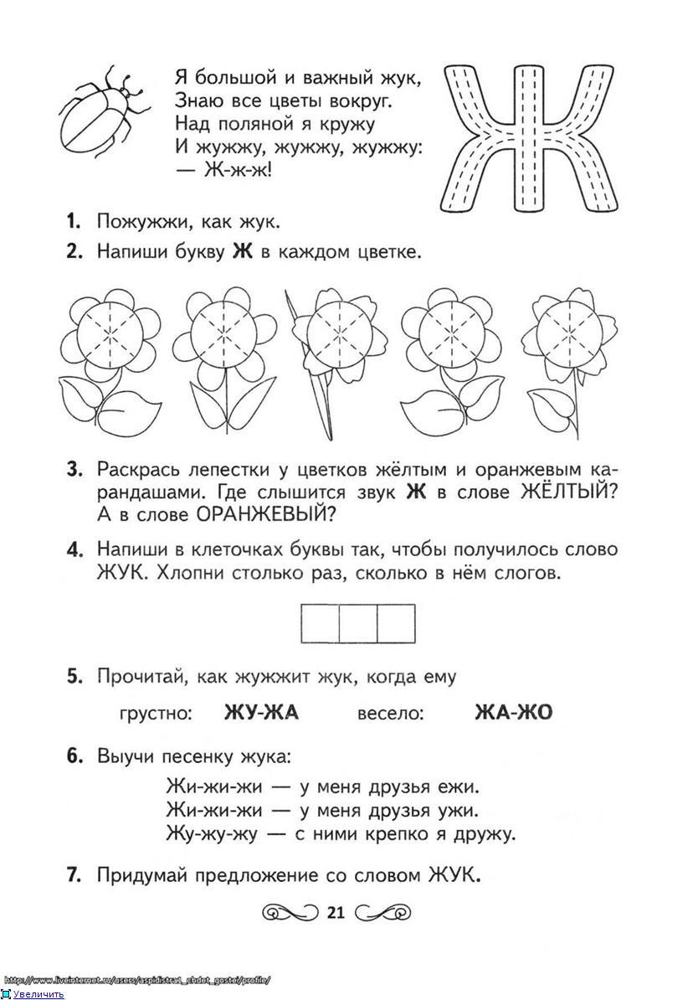 Я большой и важный жук,
Знаю все цветы вокруг.
Над поляной я кружу
И жужжу, жужжу, жужжу:
— Ж-ж-ж!
Ж
1. Пожужжи, как жук.
2. Напиши букву Ж в каждом цветке.
3. Раскрась лепестки у цветков жёлтым и оранжевым ка-
рандашами. Где слышится звук Ж в слове ЖЁЛТЫЙ?
А в слове ОРАНЖЕВЫЙ?
4. Напиши в клеточках буквы так, чтобы получилось слово
ЖУК. Хлопни столько раз, сколько в нём слогов.
5. Прочитай, как жужжит жук, когда ему
грустно: ЖУ-ЖА весело: ЖА-ЖО
6. Выучи песенку жука:
Жи-жи-жи — у меня друзья ежи.
Жи-жи-жи — у меня друзья ужи.
Жу-жу-жу — с ними крепко я дружу.
7. Придумай предложение со словом ЖУК.
21
http://www.liveinternet.ru/users/aspidistra1_chdet_gostei/profile/
Увеличить